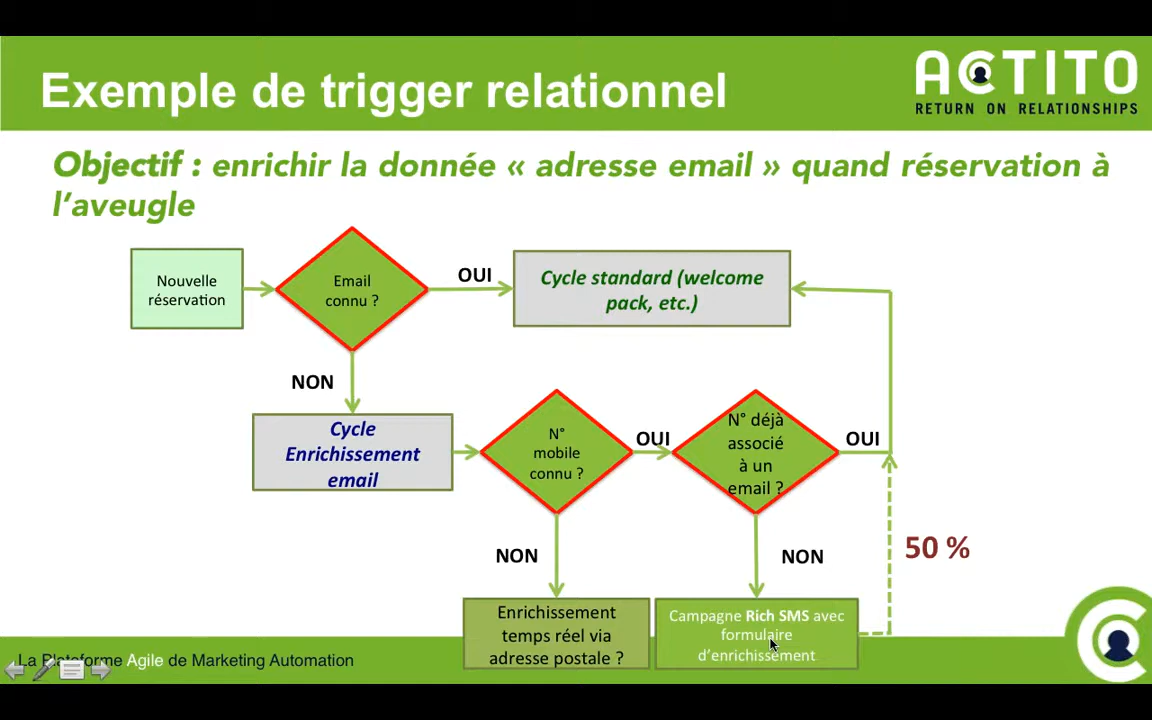 Exemple de trigger relationnel
ACTITO
RETURN ON RELATIONSHIPS
Objectif : enrichir la donnée « adresse email » quand réservation à
l’aveugle
Nouvelle
réservation
Email
connu ?
OUI
Cycle standard (welcome
pack, etc.)
NON
Cycle
Enrichissement
email
N°
mobile
connu ?
OUI
N° déjà
associé
à un
email ?
OUI
NON
NON
50 %
Enrichissement
temps réel via
adresse postale ?
Campagne Rich SMS avec
formulaire
d’enrichissement
La Plateforme Agile de Marketing Automation